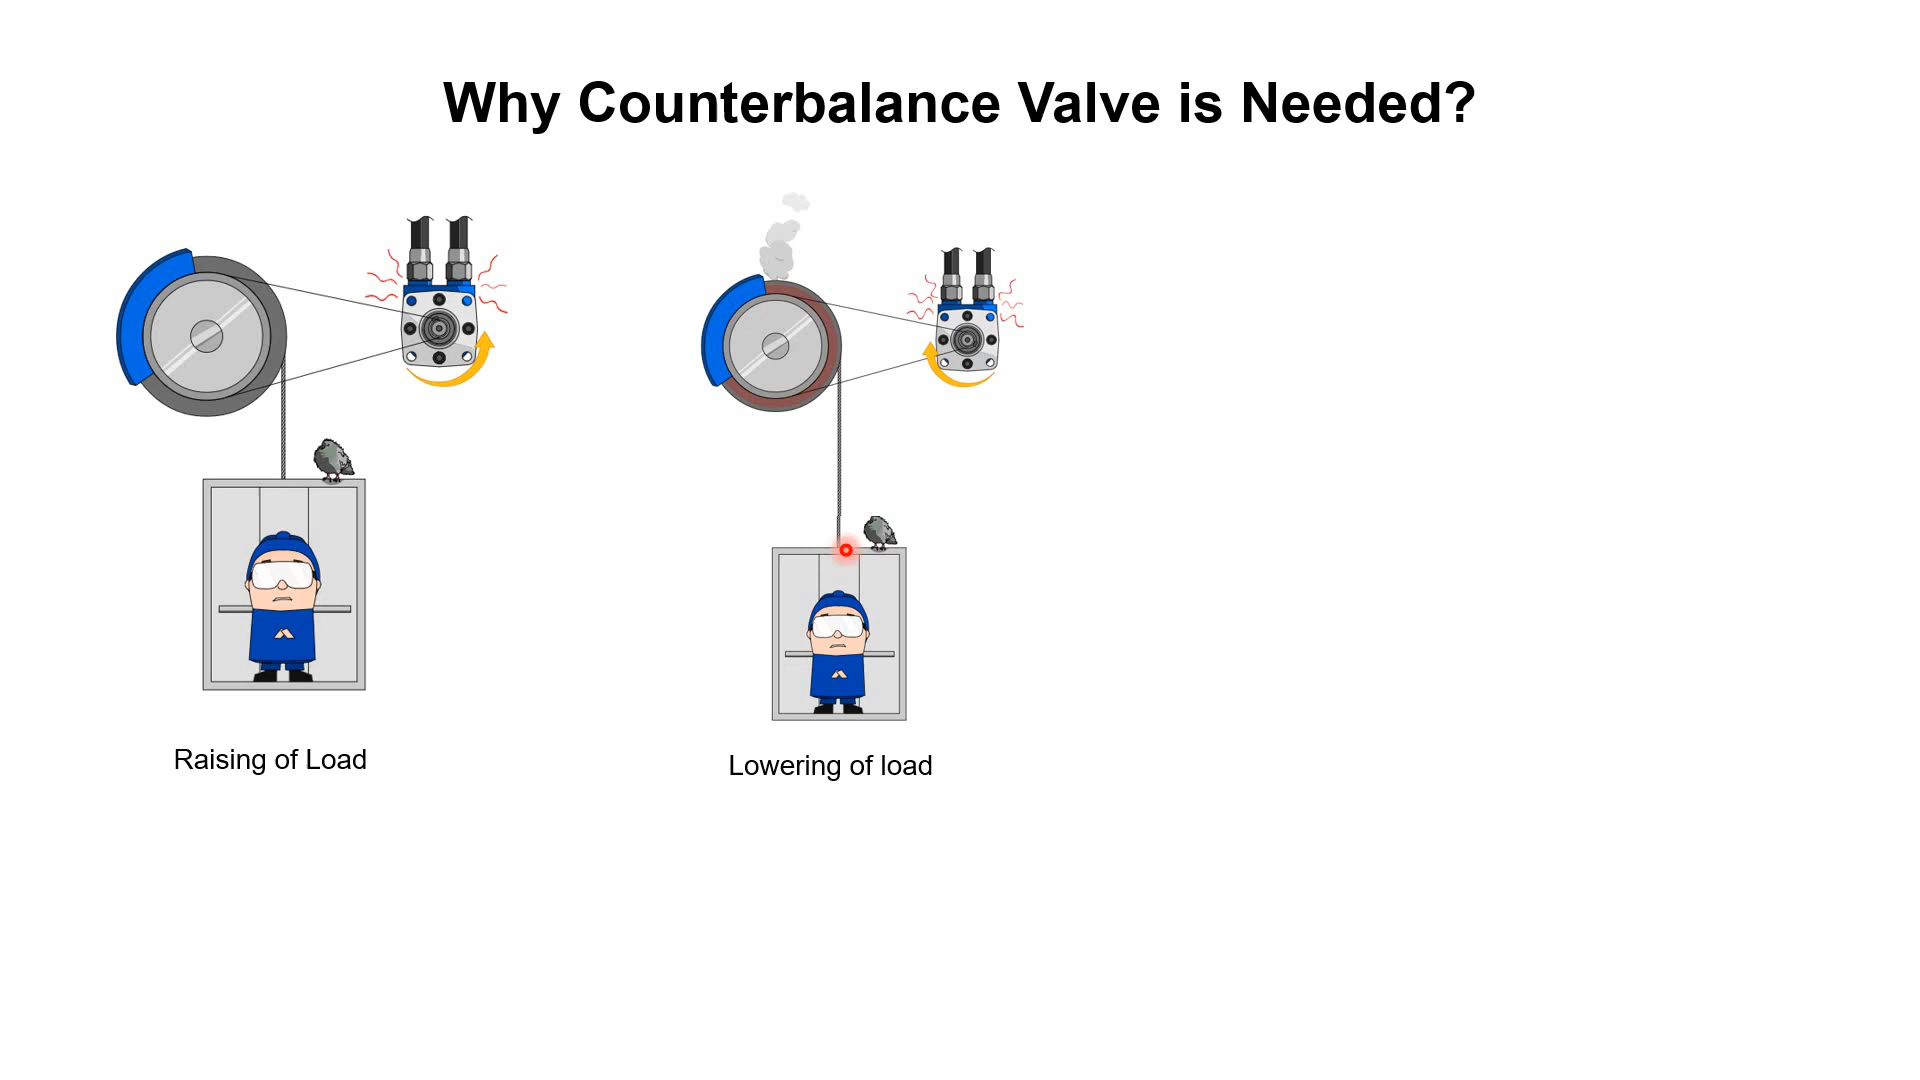 Why Counterbalance Valve is Needed?
Raising of Load
Lowering of load